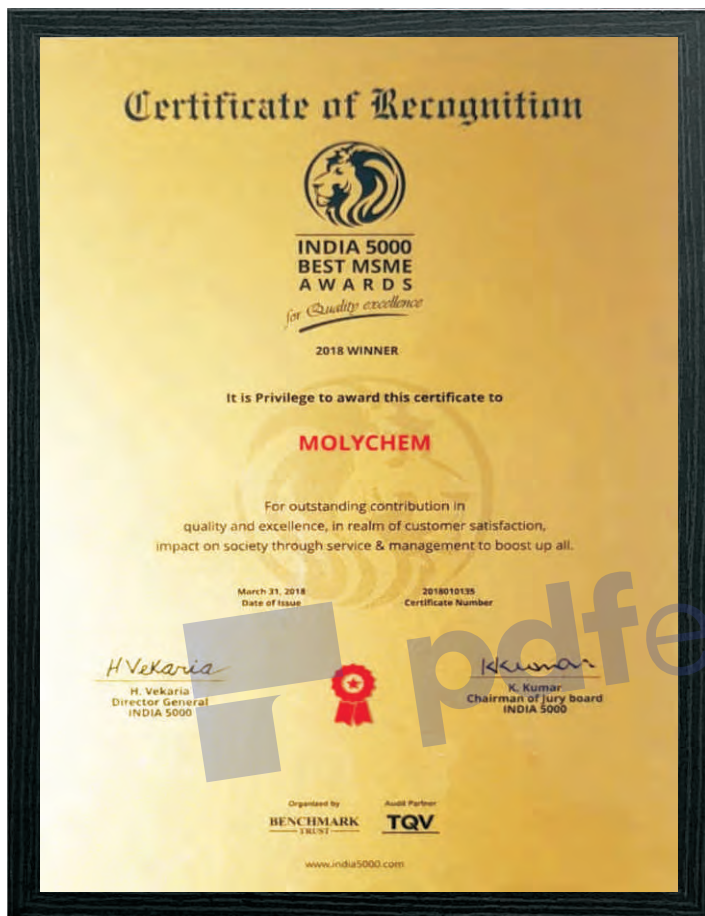 Certificate of Recognition
INDIA 5000
BEST MSME
AWARDS
for Quality excellence
2018 WINNER
It is Privilege to award this certificate to
MOLYCHEM
For outstanding contribution in
quality and excellence, in realm of customer satisfaction,
impact on society through service & management to boost up all.
March 31, 2018
Date of Issue
2018010135
Certificate Number
H Vekaria
H. Vekaria
Director General
INDIA 5000
KKumar
K. Kumar
Chairman of Jury board
INDIA 5000
Organized by
BENCHMARK
TRUST
Audit Partner
TQV
www.india5000.com
pdfe